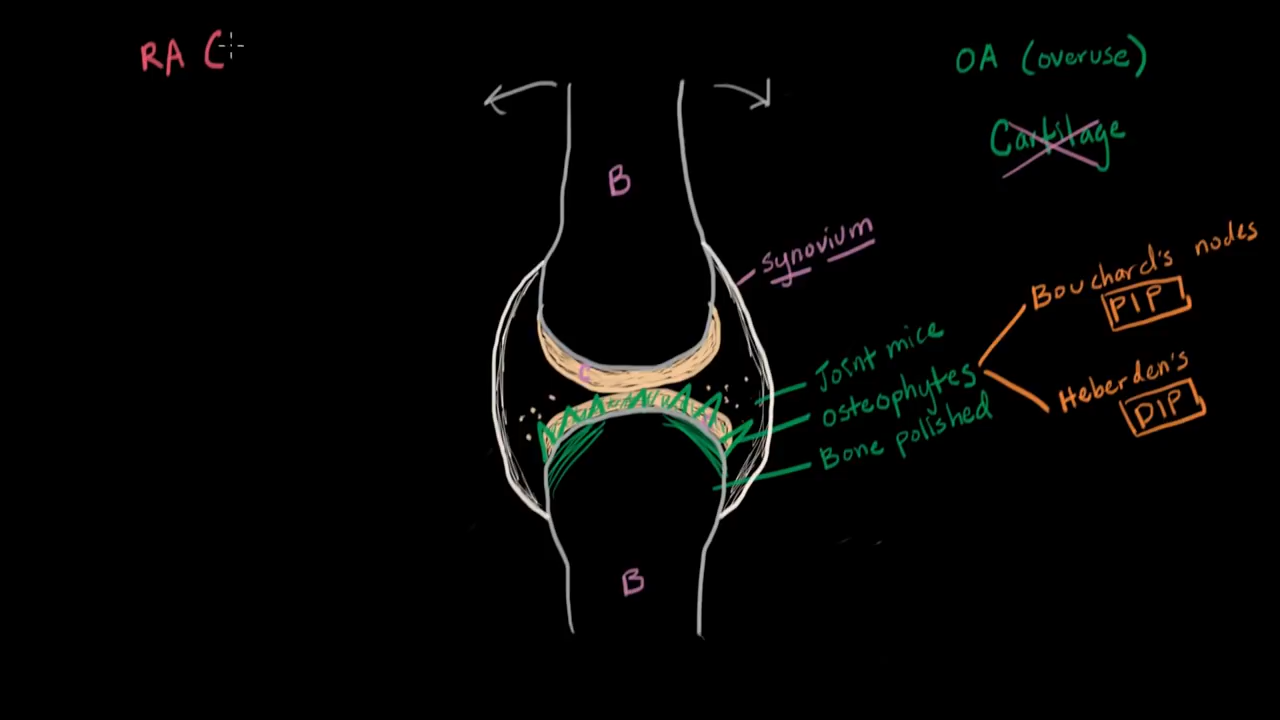 RA (
OA (overuse)
Cartilage
B
synovium
Bouchard's nodes
PIP
Joint mice
osteophytes
Heberden's
DIP
Bone polished
C
B